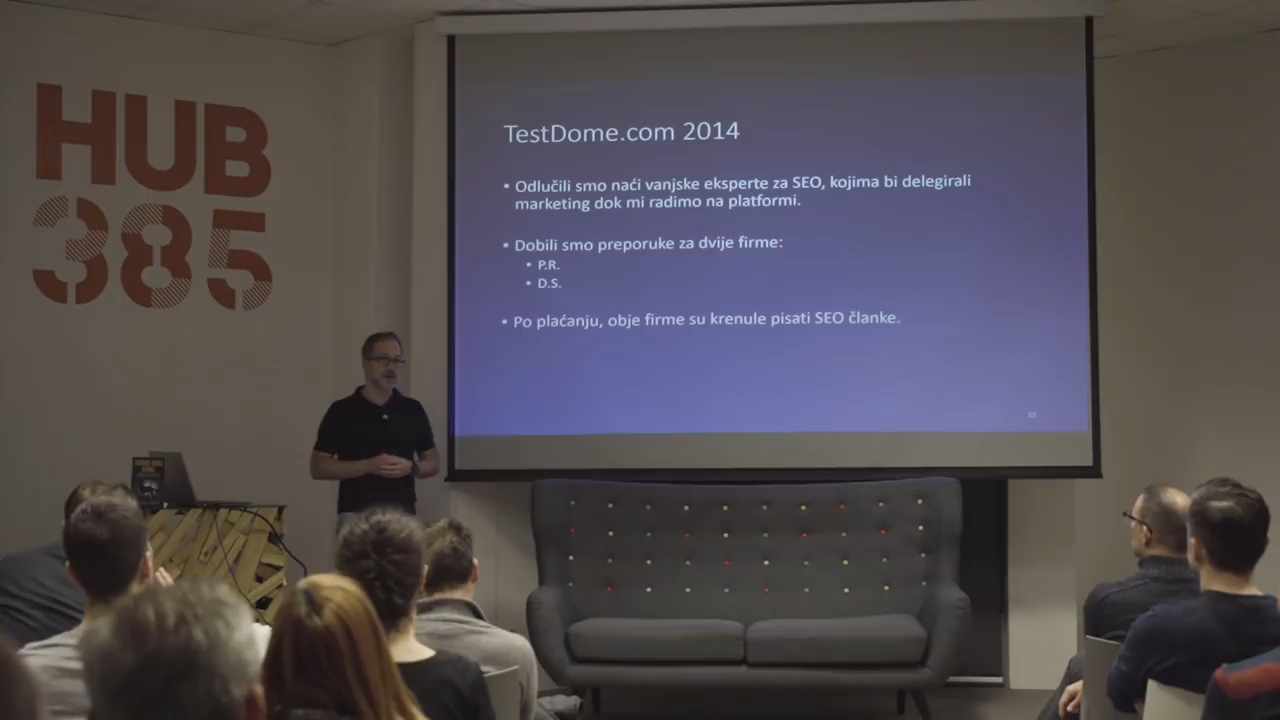 HUB
385
TestDome.com 2014
▪ Odlučili smo naći vanjske eksperte za SEO, kojima bi delegirali
marketing dok mi radimo na platformi.
▪ Dobili smo preporuke za dvije firme:
▪ P.R.
▪ D.S.
▪ Po plaćanju, obje firme su krenule pisati SEO članke.